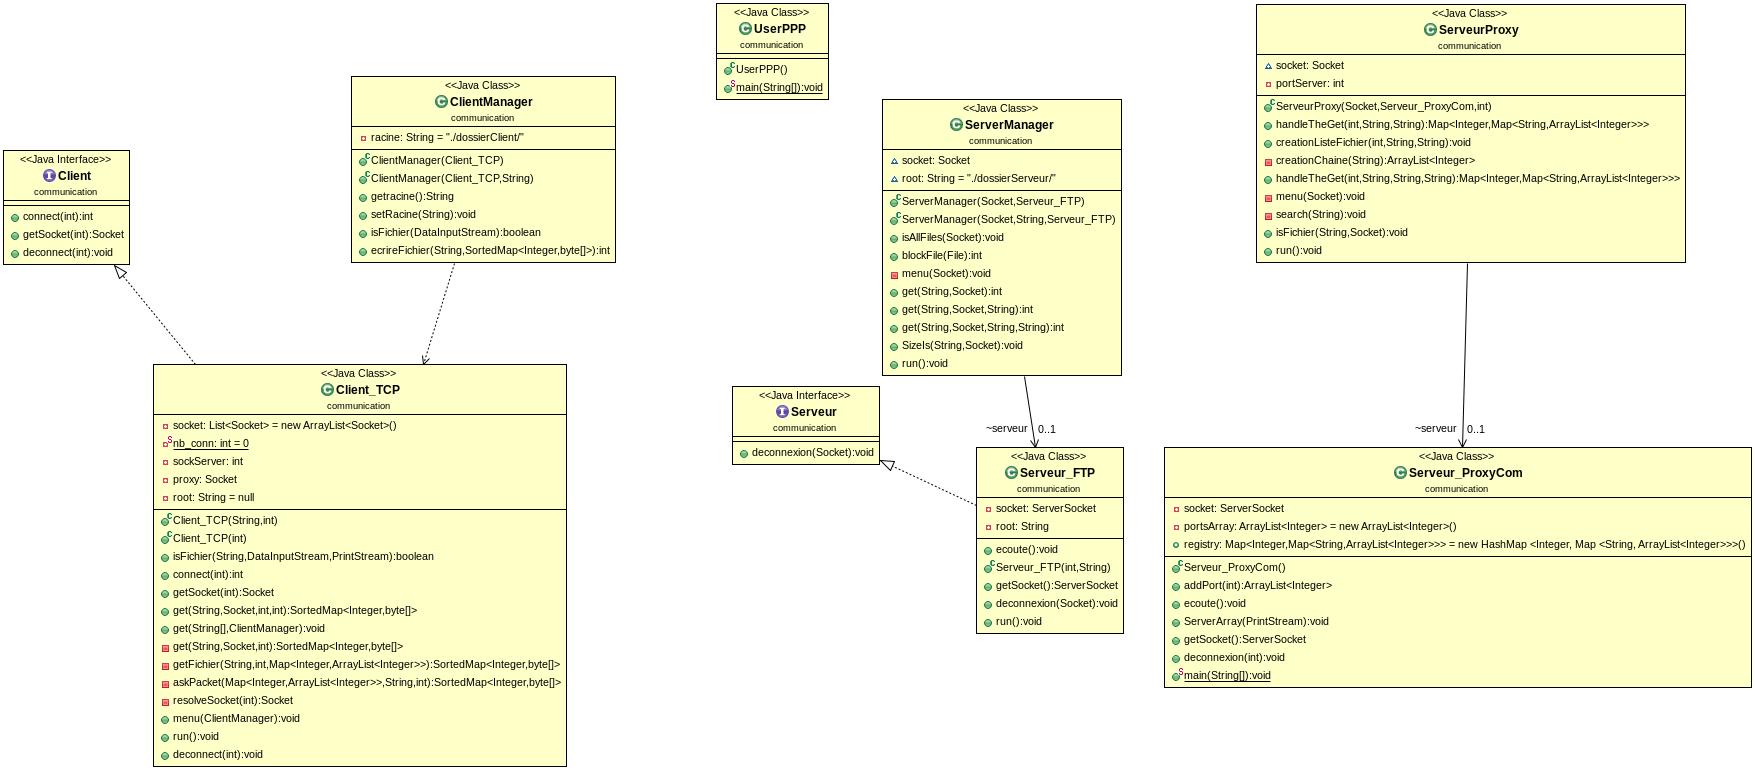 <<Java Interface>>
Client
communication
connect(int):int
getSocket(int):Socket
deconnect(int):void
<<Java Class>>
ClientManager
communication
racine: String = "./dossierClient/"
ClientManager(Client_TCP)
ClientManager(Client_TCP,String)
getracine():String
setRacine(String):void
isFichier(DataInputStream):boolean
ecrireFichier(String,SortedMap<Integer,byte[]>):int
<<Java Class>>
Client_TCP
communication
socket: List<Socket> = new ArrayList<Socket>()
nb_conn: int = 0
sockServer: int
proxy: Socket
root: String = null
Client_TCP(String,int)
Client_TCP(int)
isFichier(String,DataInputStream,PrintStream):boolean
connect(int):int
getSocket(int):Socket
get(String,Socket,int,int):SortedMap<Integer,byte[]>
get(String[],ClientManager):void
get(String,Socket,int):SortedMap<Integer,byte[]>
getFichier(String,int,Map<Integer,ArrayList<Integer>>):SortedMap<Integer,byte[]>
askPacket(Map<Integer,ArrayList<Integer>>,String,int):SortedMap<Integer,byte[]>
resolveSocket(int):Socket
menu(ClientManager):void
run():void
deconnect(int):void
<<Java Class>>
UserPPP
communication
UserPPP()
main(String[]):void
<<Java Class>>
ServerManager
communication
socket: Socket
root: String = "./dossierServeur/"
ServerManager(Socket,Serveur_FTP)
ServerManager(Socket,String,Serveur_FTP)
isAllFiles(Socket):void
blockFile(File):int
menu(Socket):void
get(String,Socket):int
get(String,Socket,String):int
get(String,Socket,String,String):int
SizeIs(String,Socket):void
run():void
<<Java Interface>>
Serveur
communication
deconnexion(Socket):void
~serveur 0..1
<<Java Class>>
Serveur_FTP
communication
socket: ServerSocket
root: String
ecoute():void
Serveur_FTP(int,String)
getSocket():ServerSocket
deconnexion(Socket):void
run():void
<<Java Class>>
ServeurProxy
communication
socket: Socket
portServer: int
ServeurProxy(Socket,Serveur_ProxyCom,int)
handleTheGet(int,String,String):Map<Integer,Map<String,ArrayList<Integer>>>
creationListeFichier(int,String,String):void
creationChaine(String):ArrayList<Integer>
handleTheGet(int,String,String,String):Map<Integer,Map<String,ArrayList<Integer>>>
menu(Socket):void
search(String):void
isFichier(String,Socket):void
run():void
~serveur 0..1
<<Java Class>>
Serveur_ProxyCom
communication
socket: ServerSocket
portsArray: ArrayList<Integer> = new ArrayList<Integer>()
registry: Map<Integer,Map<String,ArrayList<Integer>>> = new HashMap <Integer, Map <String, ArrayList<Integer>>>()
Serveur_ProxyCom()
addPort(int):ArrayList<Integer>
ecoute():void
ServerArray(PrintStream):void
getSocket():ServerSocket
deconnexion(int):void
main(String[]):void